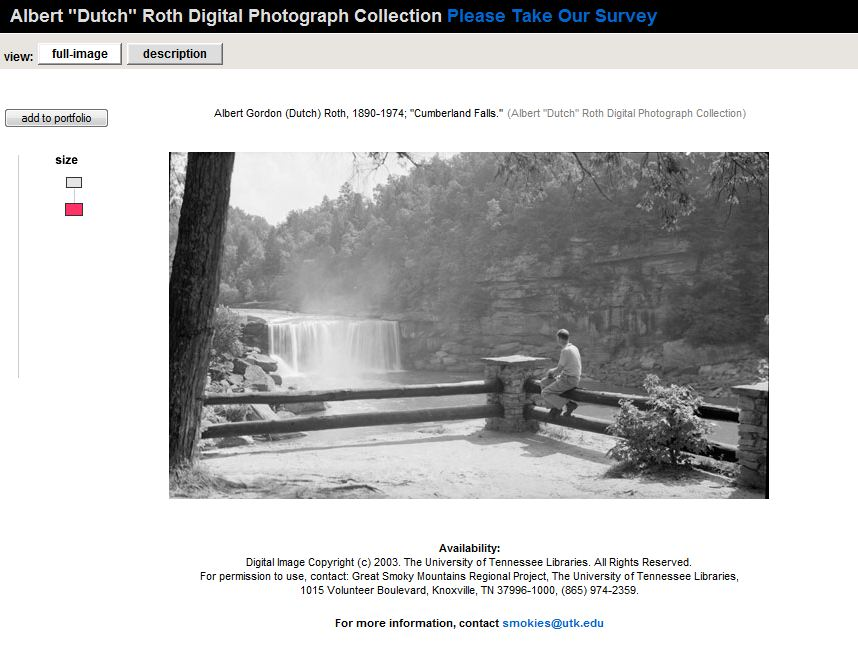 Albert "Dutch" Roth Digital Photograph Collection Please Take Our Survey
view: full-image description
add to portfolio
Albert Gordon (Dutch) Roth, 1890-1974; "Cumberland Falls." (Albert "Dutch" Roth Digital Photograph Collection)
size
Availability:
Digital Image Copyright (c) 2003. The University of Tennessee Libraries. All Rights Reserved.
For permission to use, contact: Great Smoky Mountains Regional Project, The University of Tennessee Libraries,
1015 Volunteer Boulevard, Knoxville, TN 37996-1000, (865) 974-2359.
For more information, contact smokies@utk.edu